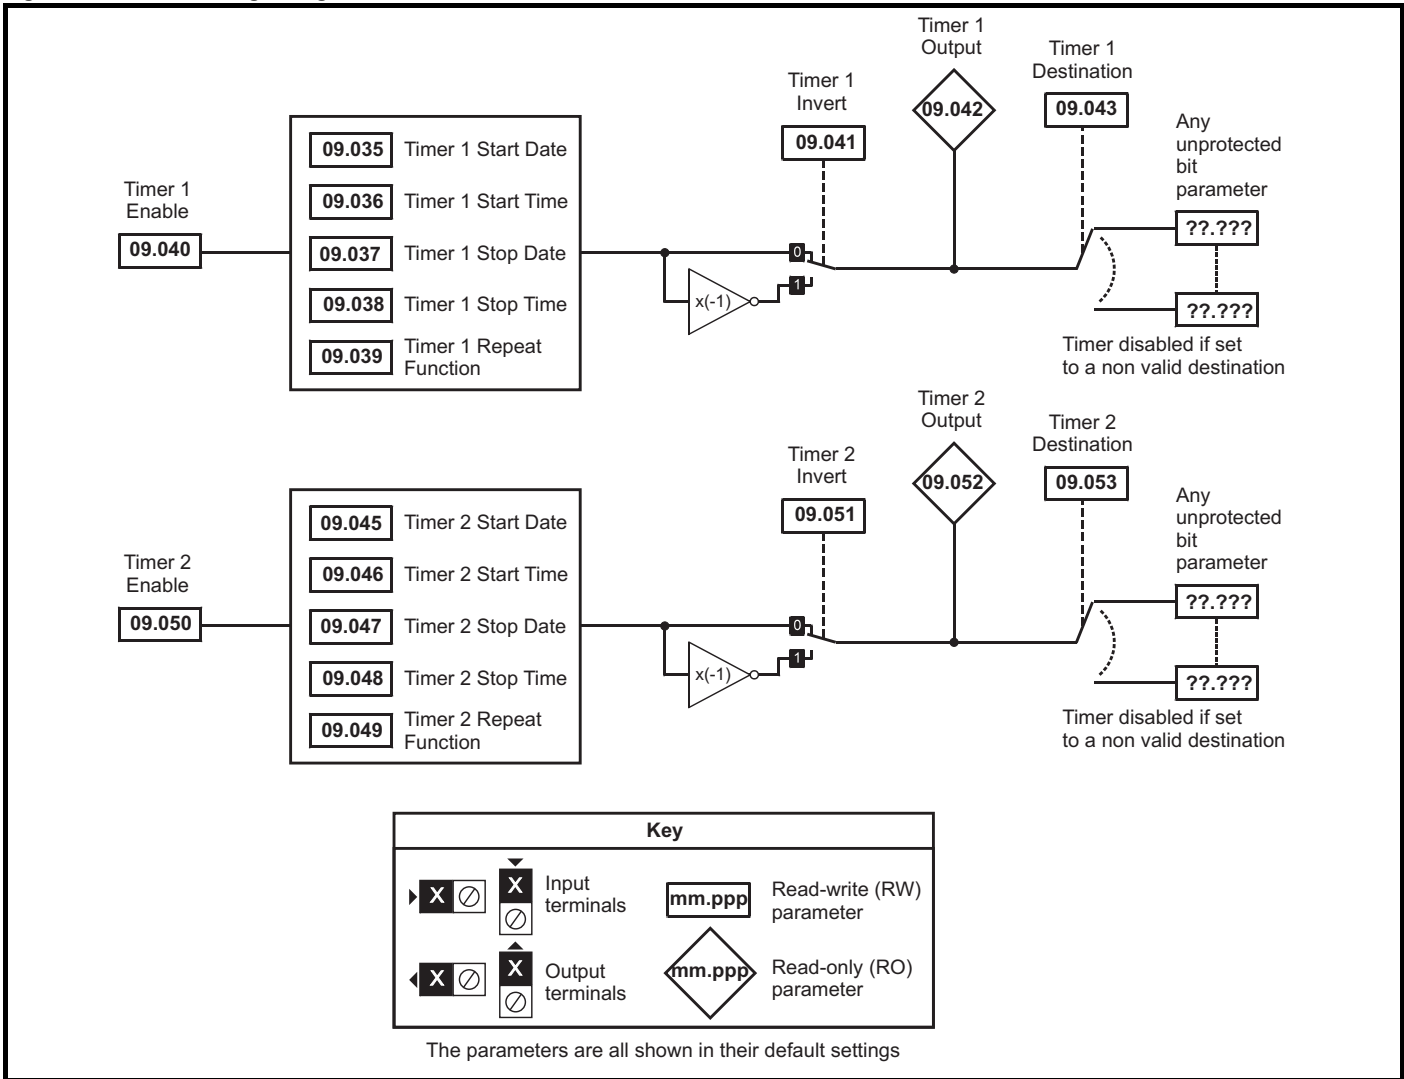 Timer 1
Output
Timer 1
Destination
Timer 1
Invert
09.042
09.043
Any
unprotected
bit
parameter
09.041
09.035 Timer 1 Start Date
Timer 1
Enable
09.036 Timer 1 Start Time
??.???
09.040
09.037 Timer 1 Stop Date
0
1
x(-1)
09.038 Timer 1 Stop Time
??.???
09.039 Timer 1 Repeat
Function
Timer disabled if set
to a non valid destination
Timer 2
Output
Timer 2
Destination
Timer 2
Invert
09.052
09.053
Any
unprotected
bit
parameter
09.051
09.045 Timer 2 Start Date
Timer 2
Enable
09.046 Timer 2 Start Time
??.???
09.050
09.047 Timer 2 Stop Date
0
1
x(-1)
09.048 Timer 2 Stop Time
??.???
09.049 Timer 2 Repeat
Function
Timer disabled if set
to a non valid destination
Key
X
X
Input
terminals
mm.ppp
Read-write (RW)
parameter
X
X
Output
terminals
mm.ppp
Read-only (RO)
parameter
The parameters are all shown in their default settings